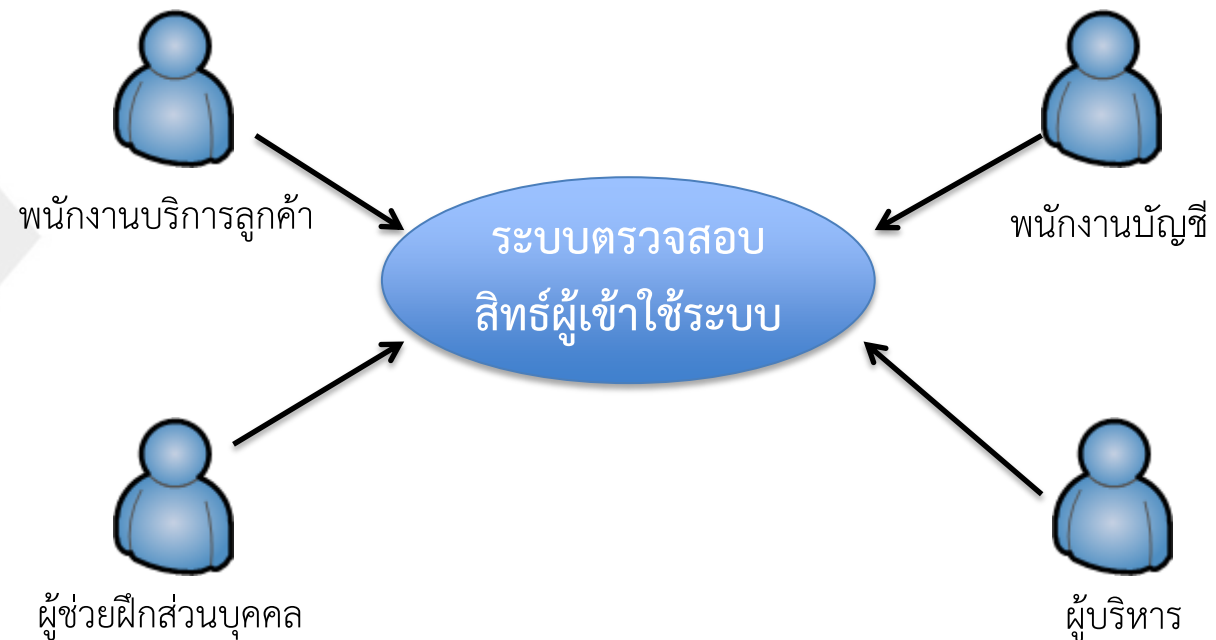 พนักงานบริการลูกค้า
พนักงานบัญชี
ระบบตรวจสอบ
สิทธ์ผู้เข้าใช้ระบบ
ผู้ช่วยฝึกส่วนบุคคล
ผู้บริหาร